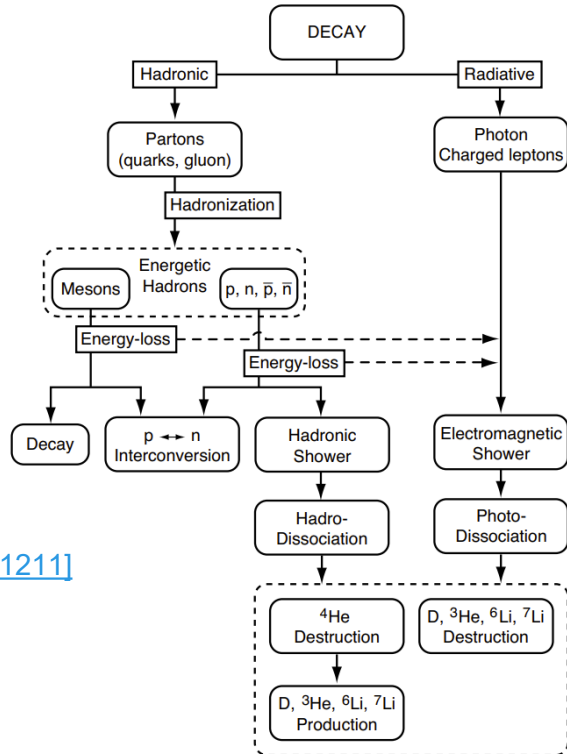 DECAY
Hadronic
Radiative
Partons
(quarks, gluon)
Photon
Charged leptons
Hadronization
Energetic
Hadrons
Mesons
p, n, p̅, n̅
Energy-loss
Energy-loss
Decay
p ↔ n
Interconversion
Hadronic
Shower
Electromagnetic
Shower
Hadro-
Dissociation
Photo-
Dissociation
1211]
⁴He
Destruction
D, ³He, ⁶Li, ⁷Li
Destruction
D, ³He, ⁶Li, ⁷Li
Production